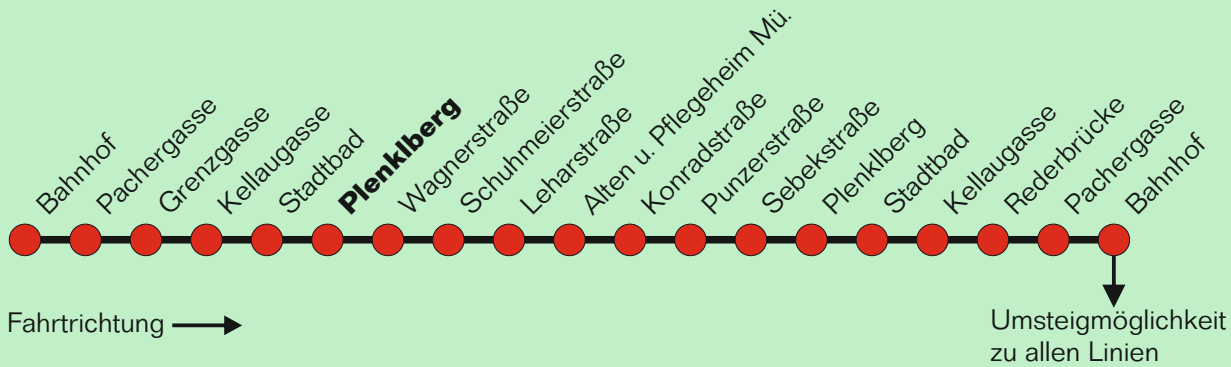 Bahnhof
Pachergasse
Grenzgasse
Kellaugasse
Stadtbad
Plenklberg
Wagnerstraße
Schuhmeierstraße
Leharstraße
Alten u. Pflegeheim Mü.
Konradstraße
Punzerstraße
Sebekstraße
Plenklberg
Stadtbad
Kellaugasse
Rederbrücke
Pachergasse
Bahnhof
Fahrtrichtung
Umsteigmöglichkeit
zu allen Linien